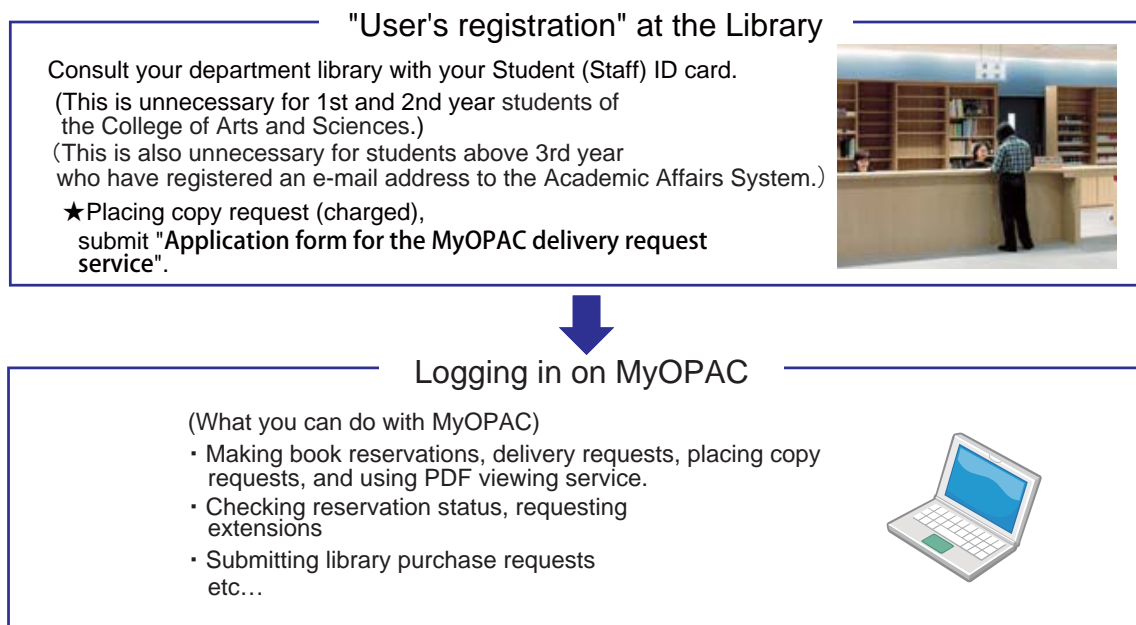 "User's registration" at the Library
Consult your department library with your Student (Staff) ID card.
(This is unnecessary for 1st and 2nd year students of
the College of Arts and Sciences.)
（This is also unnecessary for students above 3rd year
who have registered an e-mail address to the Academic Affairs System.）
★Placing copy request (charged),
submit "Application form for the MyOPAC delivery request
service".
Logging in on MyOPAC
(What you can do with MyOPAC)
・Making book reservations, delivery requests, placing copy
requests, and using PDF viewing service.
・Checking reservation status, requesting
extensions
・Submitting library purchase requests
etc…